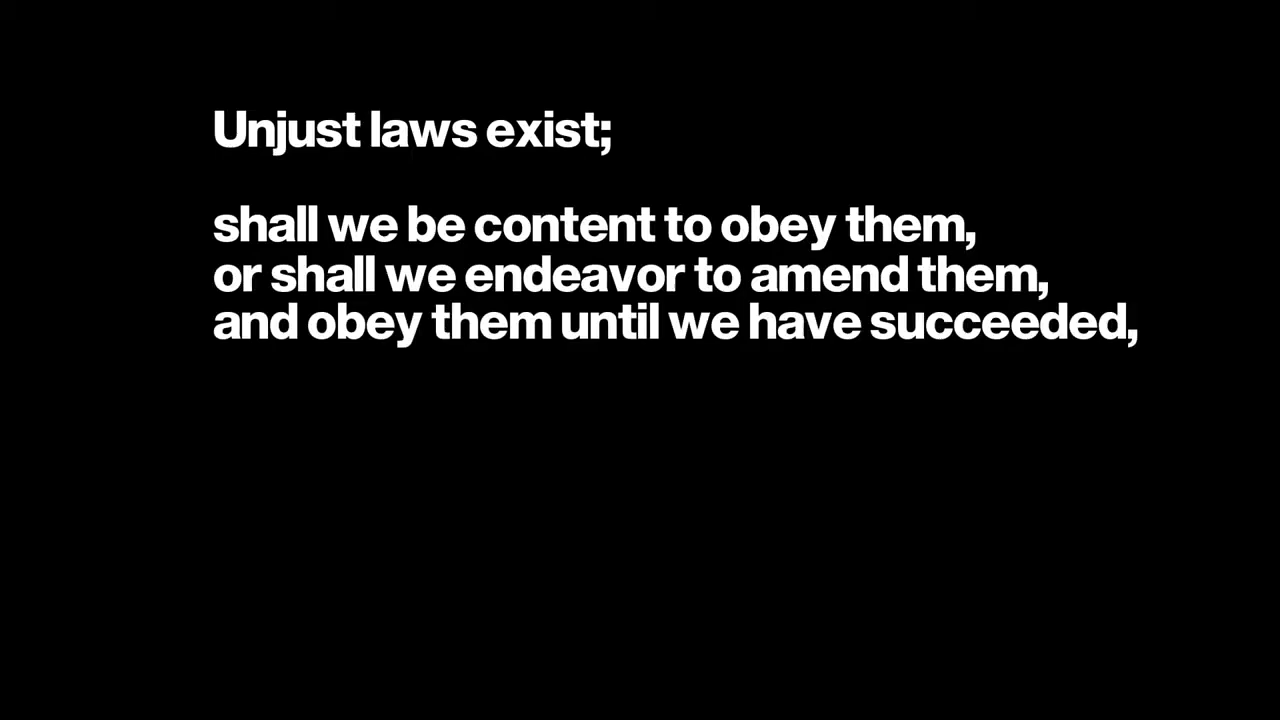 Unjust laws exist;
shall we be content to obey them,
or shall we endeavor to amend them,
and obey them until we have succeeded,